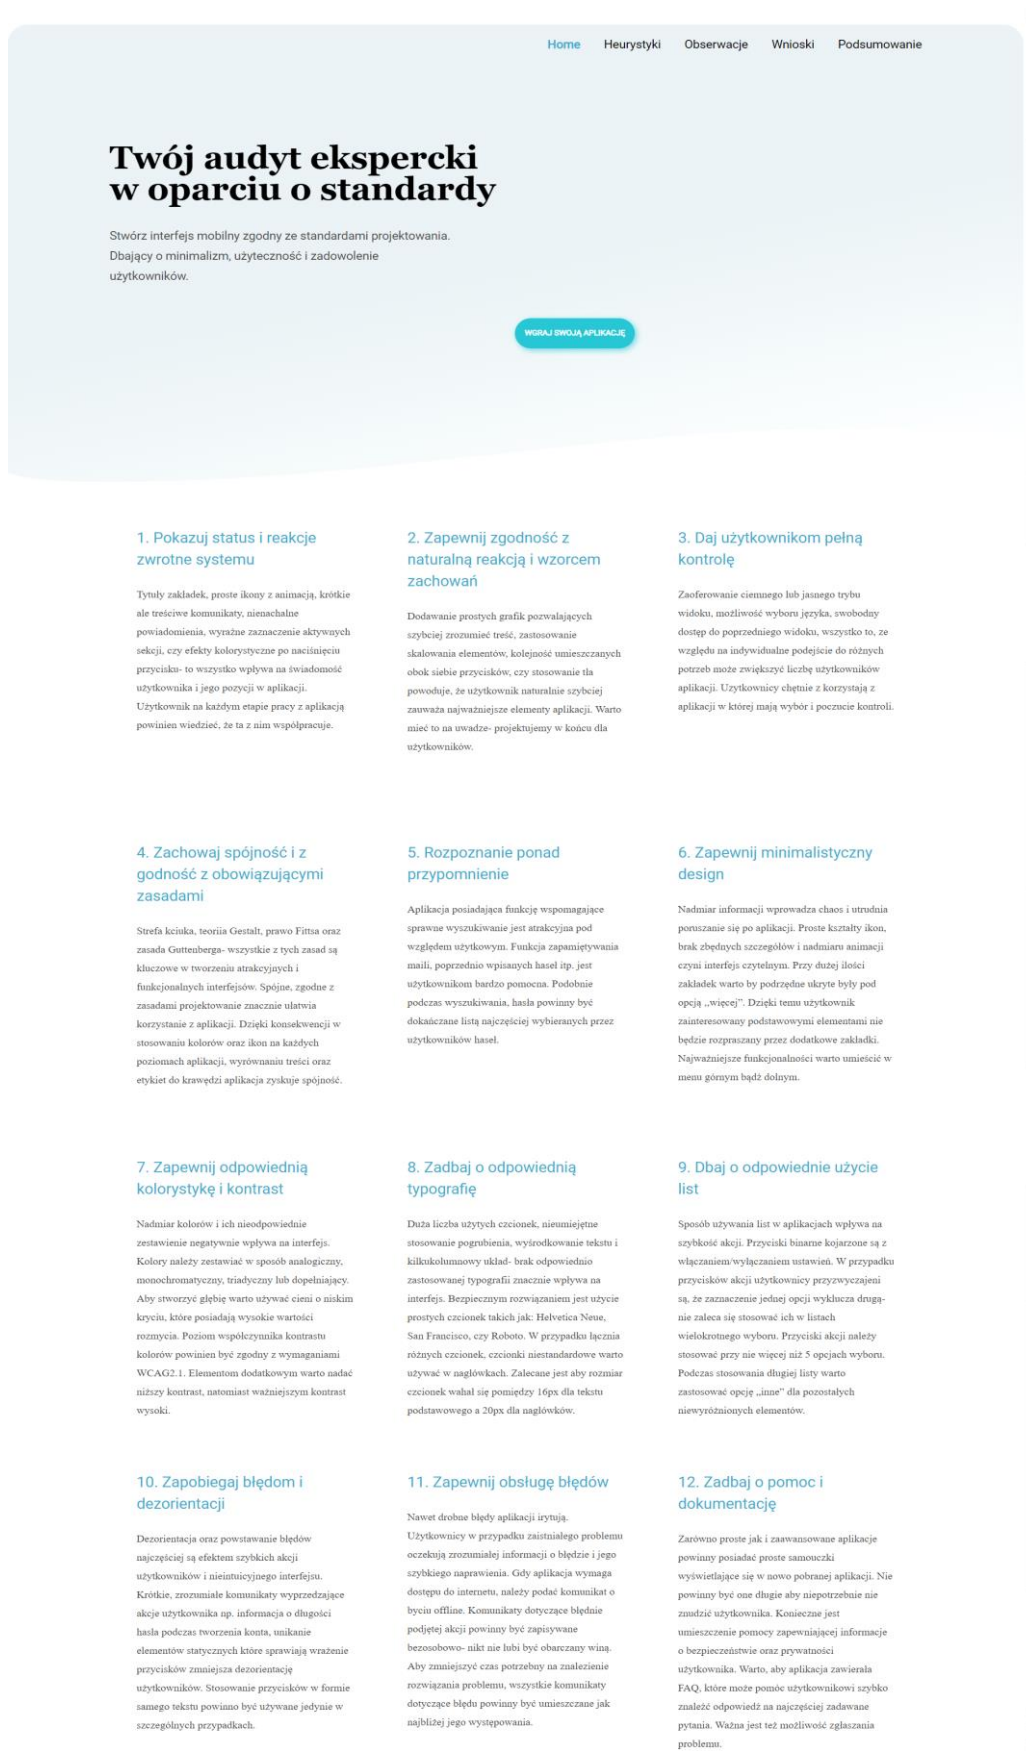 Home Heurystyki Obserwacje Wnioski Podsumowanie
Twój audyt ekspercki
w oparciu o standardy
Stwórz interfejs mobilny zgodny ze standardami projektowania.
Dbający o minimalizm, użyteczność i zadowolenie
użytkowników.
WGRAJ SWOJĄ APLIKACJĘ
1. Pokazuj status i reakcje
zwrotne systemu
Tytuły zakładek, proste ikony z animacją, krótkie
ale treściwe komunikaty, nienachalne
powiadomienia, wyraźne zaznaczenie aktywnych
sekcji, czy efekty kolorystyczne po naciśnięciu
przycisku- to wszystko wpływa na świadomość
użytkownika i jego pozycji w aplikacji.
Użytkownik na każdym etapie pracy z aplikacją
powinien wiedzieć, że ta z nim współpracuje.
2. Zapewnij zgodność z
naturalną reakcją i wzorcem
zachowań
Dodawanie prostych grafik pozwalających
szybciej zrozumieć treść, zastosowanie
skalowania elementów, kolejność umieszczanych
obok siebie przycisków, czy stosowanie tła
powoduje, że użytkownik naturalnie szybciej
zauważa najważniejsze elementy aplikacji. Warto
mieć to na uwadze- projektujemy w końcu dla
użytkowników.
3. Daj użytkownikom pełną
kontrolę
Zaoferowanie ciemnego lub jasnego trybu
widoku, możliwość wyboru języka, swobodny
dostęp do poprzedniego widoku, wszystko to, ze
względu na indywidualne podejście do różnych
potrzeb może zwiększyć liczbę użytkowników
aplikacji. Uzytkownicy chętnie z korzystają z
aplikacji w której mają wybór i poczucie kontroli.
4. Zachowaj spójność i z
godność z obowiązującymi
zasadami
Strefa kciuka, teoriia Gestalt, prawo Fittsa oraz
zasada Guttenberga- wszystkie z tych zasad są
kluczowe w tworzeniu atrakcyjnych i
funkcjonalnych interfejsów. Spójne, zgodne z
zasadami projektowanie znacznie ułatwia
korzystanie z aplikacji. Dzięki konsekwencji w
stosowaniu kolorów oraz ikon na każdych
poziomach aplikacji, wyrównaniu treści oraz
etykiet do krawędzi aplikacja zyskuje spójność.
5. Rozpoznanie ponad
przypomnienie
Aplikacja posiadająca funkcję wspomagające
sprawne wyszukiwanie jest atrakcyjna pod
względem użytkowym. Funkcja zapamiętywania
maili, poprzednio wpisanych haseł itp. jest
użytkownikom bardzo pomocna. Podobnie
podczas wyszukiwania, hasła powinny być
dokańczane listą najczęściej wybieranych przez
użytkowników haseł.
6. Zapewnij minimalistyczny
design
Nadmiar informacji wprowadza chaos i utrudnia
poruszanie się po aplikacji. Proste kształty ikon,
brak zbędnych szczegółów i nadmiaru animacji
czyni interfejs czytelnym. Przy dużej ilości
zakładek warto by podrzędne ukryte były pod
opcją „więcej”. Dzięki temu użytkownik
zainteresowany podstawowymi elementami nie
będzie rozpraszany przez dodatkowe zakładki.
Najważniejsze funkcjonalności warto umieścić w
menu górnym bądź dolnym.
7. Zapewnij odpowiednią
kolorystykę i kontrast
Nadmiar kolorów i ich nieodpowiednie
zestawienie negatywnie wpływa na interfejs.
Kolory należy zestawiać w sposób analogiczny,
monochromatyczny, triadyczny lub dopełniający.
Aby stworzyć głębię warto używać cieni o niskim
kryciu, które posiadają wysokie wartości
rozmycia. Poziom współczynnika kontrastu
kolorów powinien być zgodny z wymaganiami
WCAG2.1. Elementom dodatkowym warto nadać
niższy kontrast, natomiast ważniejszym kontrast
wysoki.
8. Zadbaj o odpowiednią
typografię
Duża liczba użytych czcionek, nieumiejętne
stosowanie pogrubienia, wyśrodkowanie tekstu i
kilkukolumnowy układ- brak odpowiednio
zastosowanej typografii znacznie wpływa na
interfejs. Bezpiecznym rozwiązaniem jest użycie
prostych czcionek takich jak: Helvetica Neue,
San Francisco, czy Roboto. W przypadku łącznia
różnych czcionek, czcionki niestandardowe warto
używać w nagłówkach. Zalecane jest aby rozmiar
czcionek wahał się pomiędzy 16px dla tekstu
podstawowego a 20px dla nagłówków.
9. Dbaj o odpowiednie użycie
list
Sposób używania list w aplikacjach wpływa na
szybkość akcji. Przyciski binarne kojarzone są z
włączaniem/wyłączaniem ustawień. W przypadku
przycisków akcji użytkownicy przyzwyczajeni
są, że zaznaczenie jednej opcji wyklucza drugą-
nie zaleca się stosować ich w listach
wielokrotnego wyboru. Przyciski akcji należy
stosować przy nie więcej niż 5 opcjach wyboru.
Podczas stosowania długiej listy warto
zastosować opcję „inne” dla pozostałych
niewyróżnionych elementów.
10. Zapobiegaj błędom i
dezorientacji
Dezorientacja oraz powstawanie błędów
najczęściej są efektem szybkich akcji
użytkowników i nieintuicyjnego interfejsu.
Krótkie, zrozumiałe komunikaty wyprzedzające
akcje użytkownika np. informacja o długości
hasła podczas tworzenia konta, unikanie
elementów statycznych które sprawiają wrażenie
przycisków zmniejsza dezorientację
użytkowników. Stosowanie przycisków w formie
samego tekstu powinno być używane jedynie w
szczególnych przypadkach.
11. Zapewnij obsługę błędów
Nawet drobne błędy aplikacji irytują.
Użytkownicy w przypadku zaistniałego problemu
oczekują zrozumiałej informacji o błędzie i jego
szybkiego naprawienia. Gdy aplikacja wymaga
dostępu do internetu, należy podać komunikat o
byciu offline. Komunikaty dotyczące błędnie
podjętej akcji powinny być zapisywane
bezosobowo- nikt nie lubi być obarczany winą.
Aby zmniejszyć czas potrzebny na znalezienie
rozwiązania problemu, wszystkie komunikaty
dotyczące błędu powinny być umieszczane jak
najbliżej jego występowania.
12. Zadbaj o pomoc i
dokumentację
Zarówno proste jak i zaawansowane aplikacje
powinny posiadać proste samouczki
wyświetlające się w nowo pobranej aplikacji. Nie
powinny być one długie aby niepotrzebnie nie
znudzić użytkownika. Konieczne jest
umieszczenie pomocy zapewniającej informacje
o bezpieczeństwie oraz prywatności
użytkownika. Warto, aby aplikacja zawierała
FAQ, które może pomóc użytkownikowi szybko
znaleźć odpowiedź na najczęściej zadawane
pytania. Ważna jest też możliwość zgłaszania
problemu.